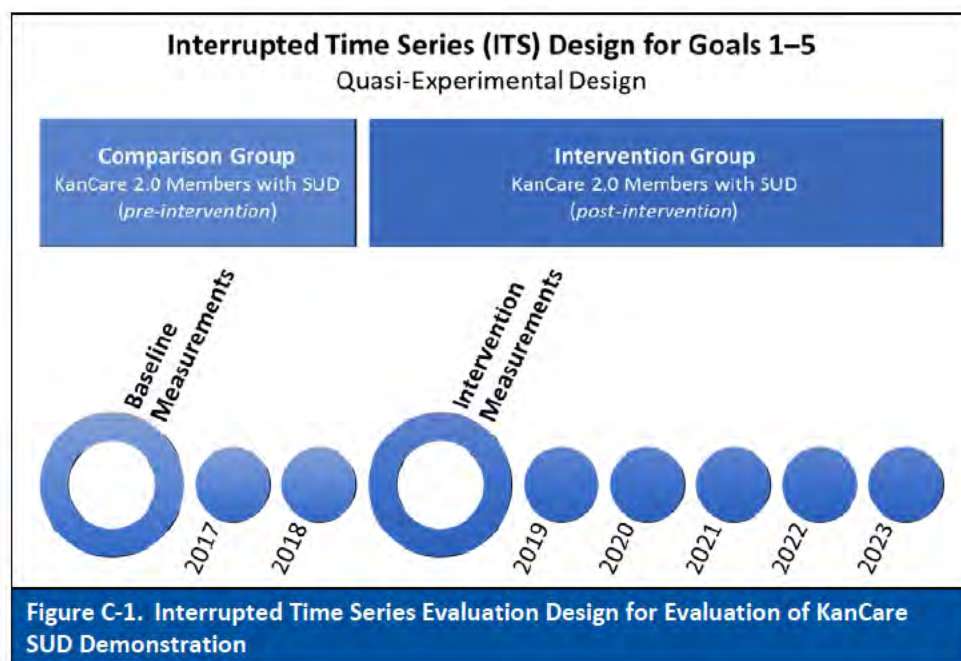 Interrupted Time Series (ITS) Design for Goals 1–5
Quasi-Experimental Design
Comparison Group
KanCare 2.0 Members with SUD
(pre-intervention)
Intervention Group
KanCare 2.0 Members with SUD
(post-intervention)
Baseline
Measurements
2017
2018
Intervention
Measurements
2019
2020
2021
2022
2023
Figure C-1. Interrupted Time Series Evaluation Design for Evaluation of KanCare
SUD Demonstration